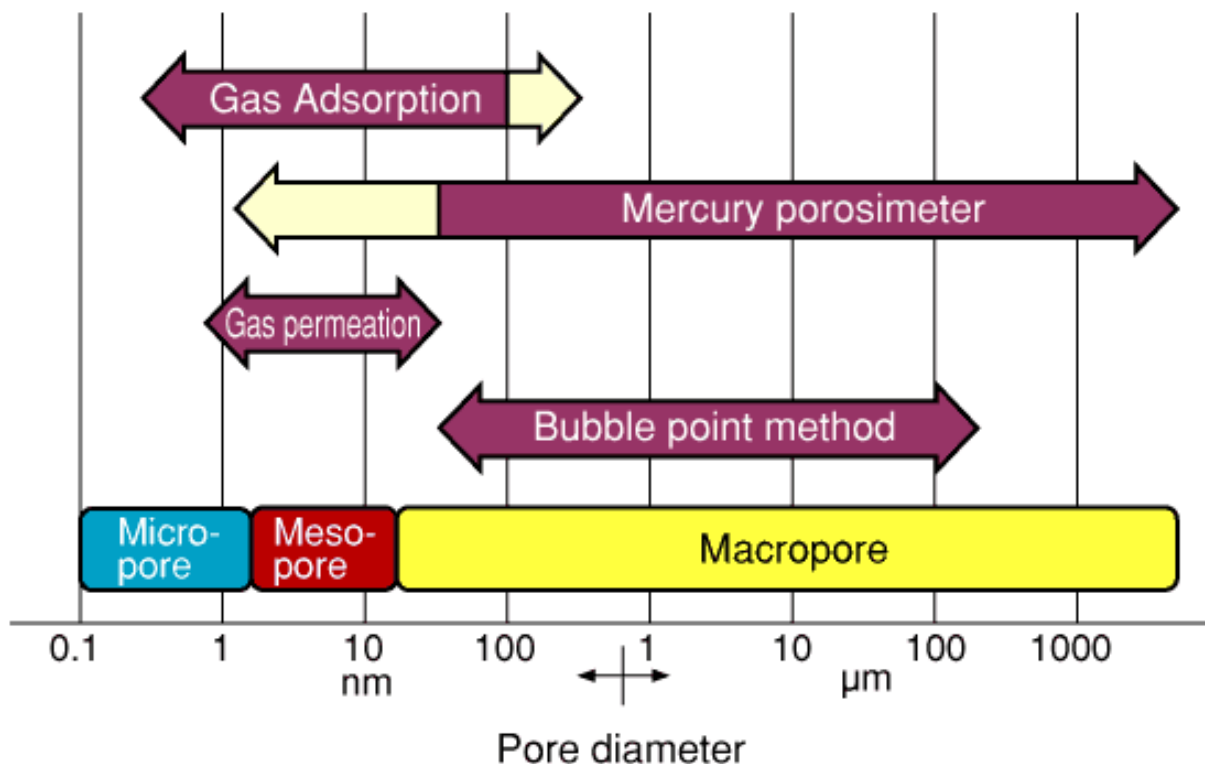 Gas Adsorption
Mercury porosimeter
Gas permeation
Bubble point method
Micro-
pore
Meso-
pore
Macropore
0.1 1 10 100 1 10 100 1000
nm µm
Pore diameter